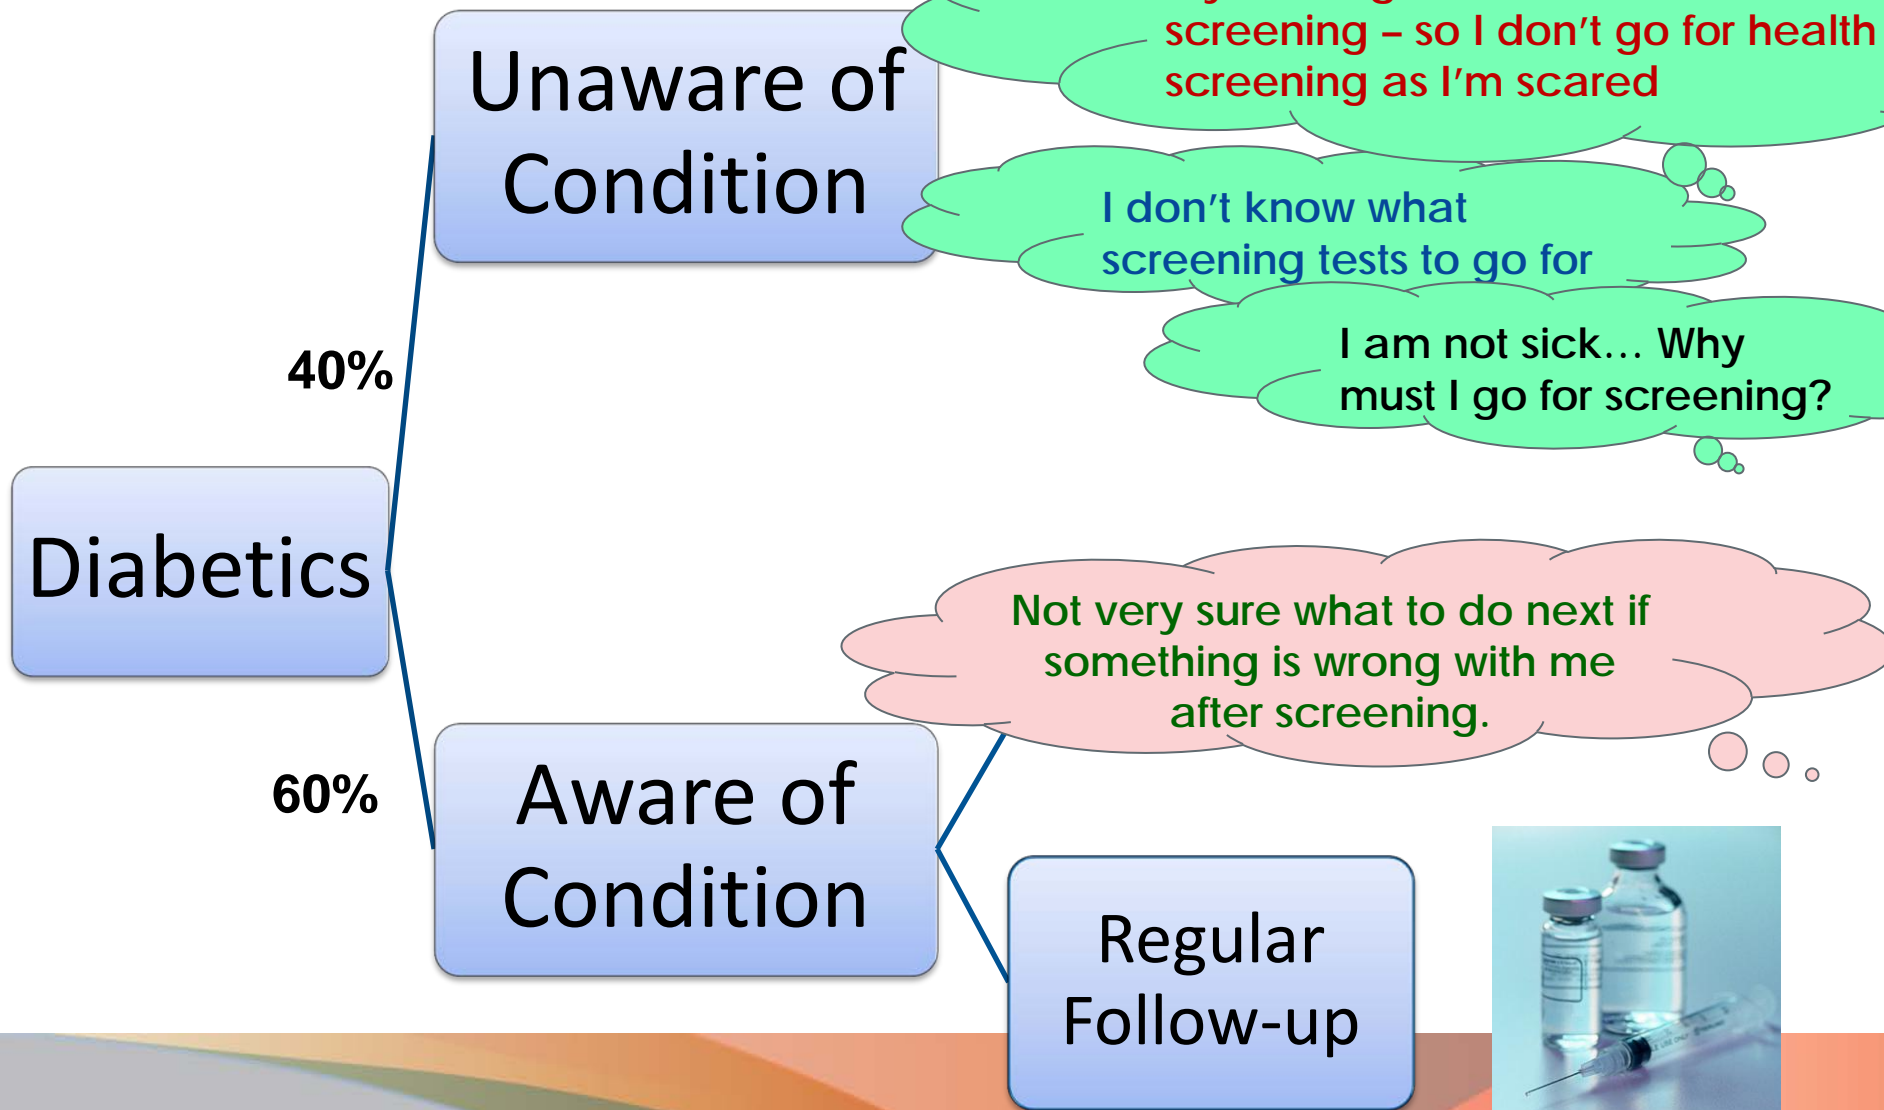 Unaware of
Condition
screening – so I don't go for health
screening as I'm scared
I don't know what
screening tests to go for
I am not sick… Why
must I go for screening?
40%
Diabetics
60%
Not very sure what to do next if
something is wrong with me
after screening.
Aware of
Condition
Regular
Follow-up